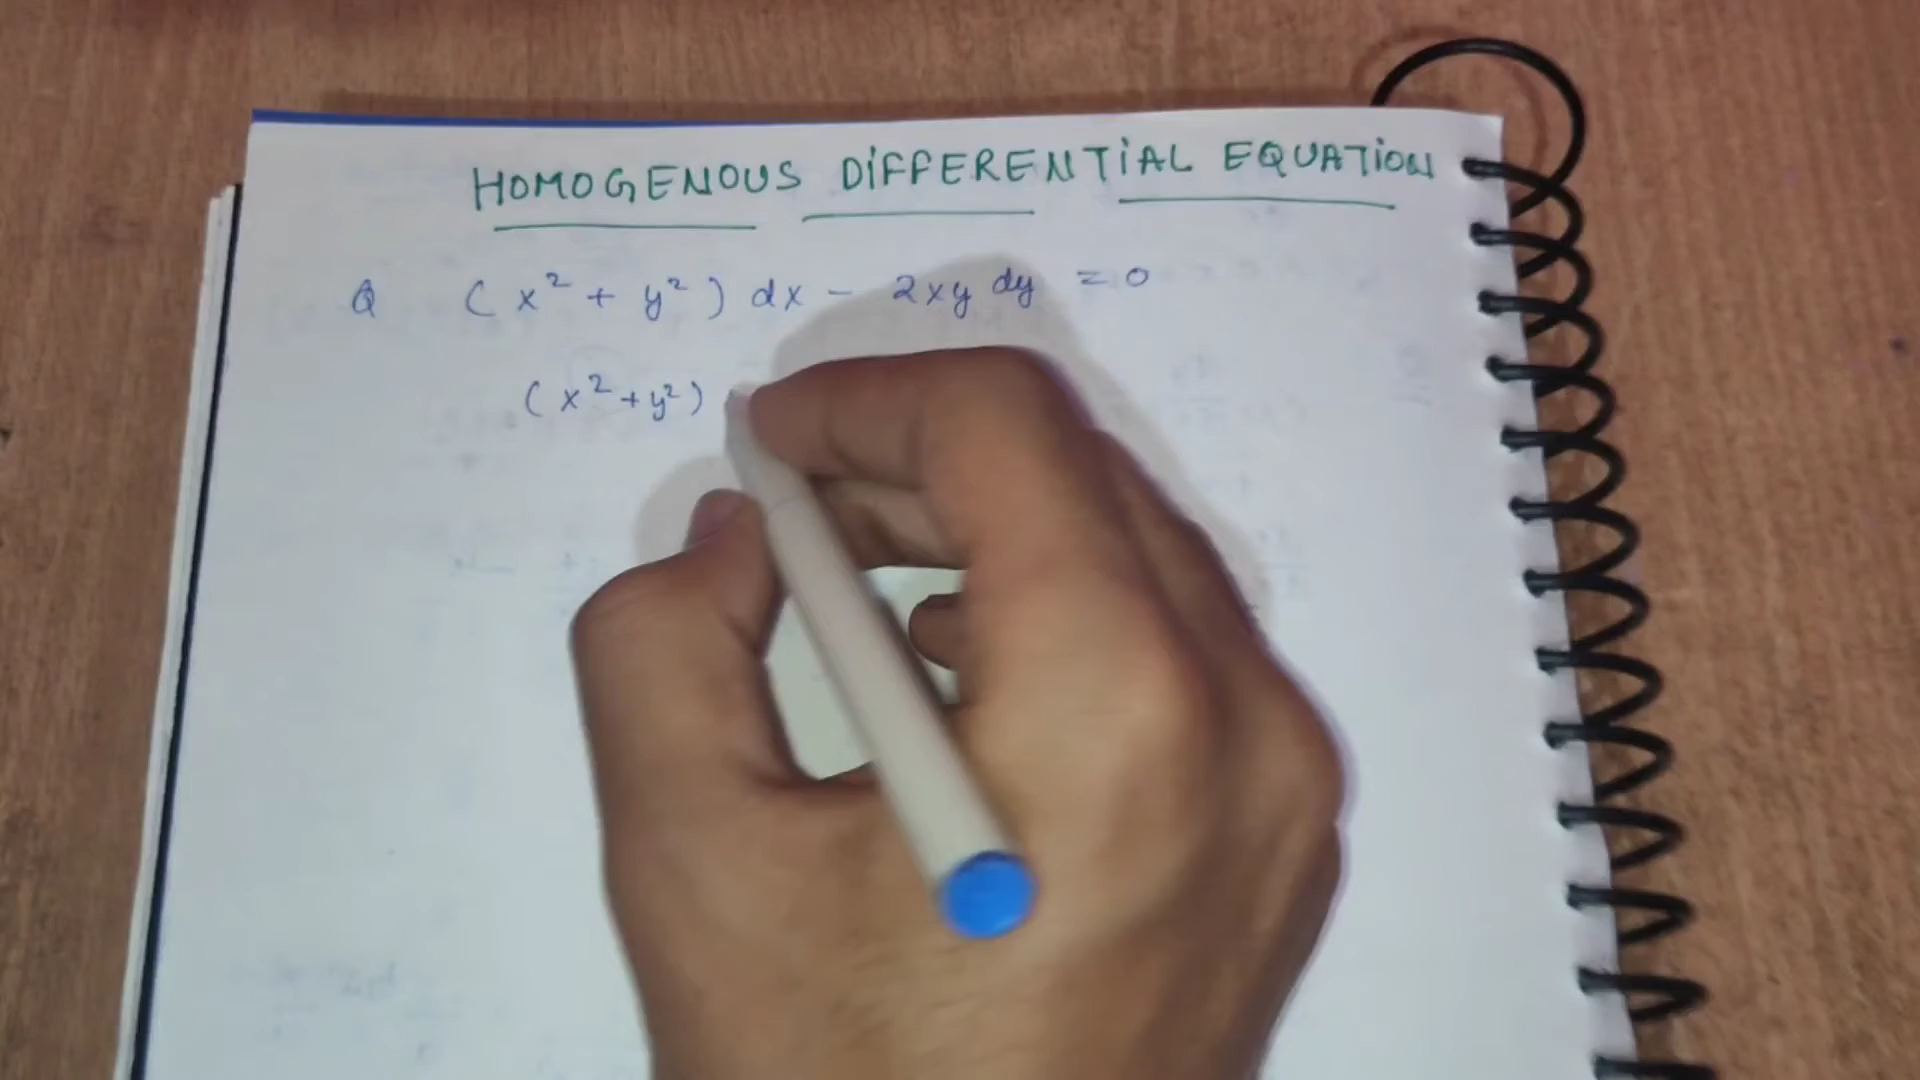 HOMOGENOUS DIFFERENTIAL EQUATION
Q (x² + y²) dx - 2xy dy = 0
(x² + y²)